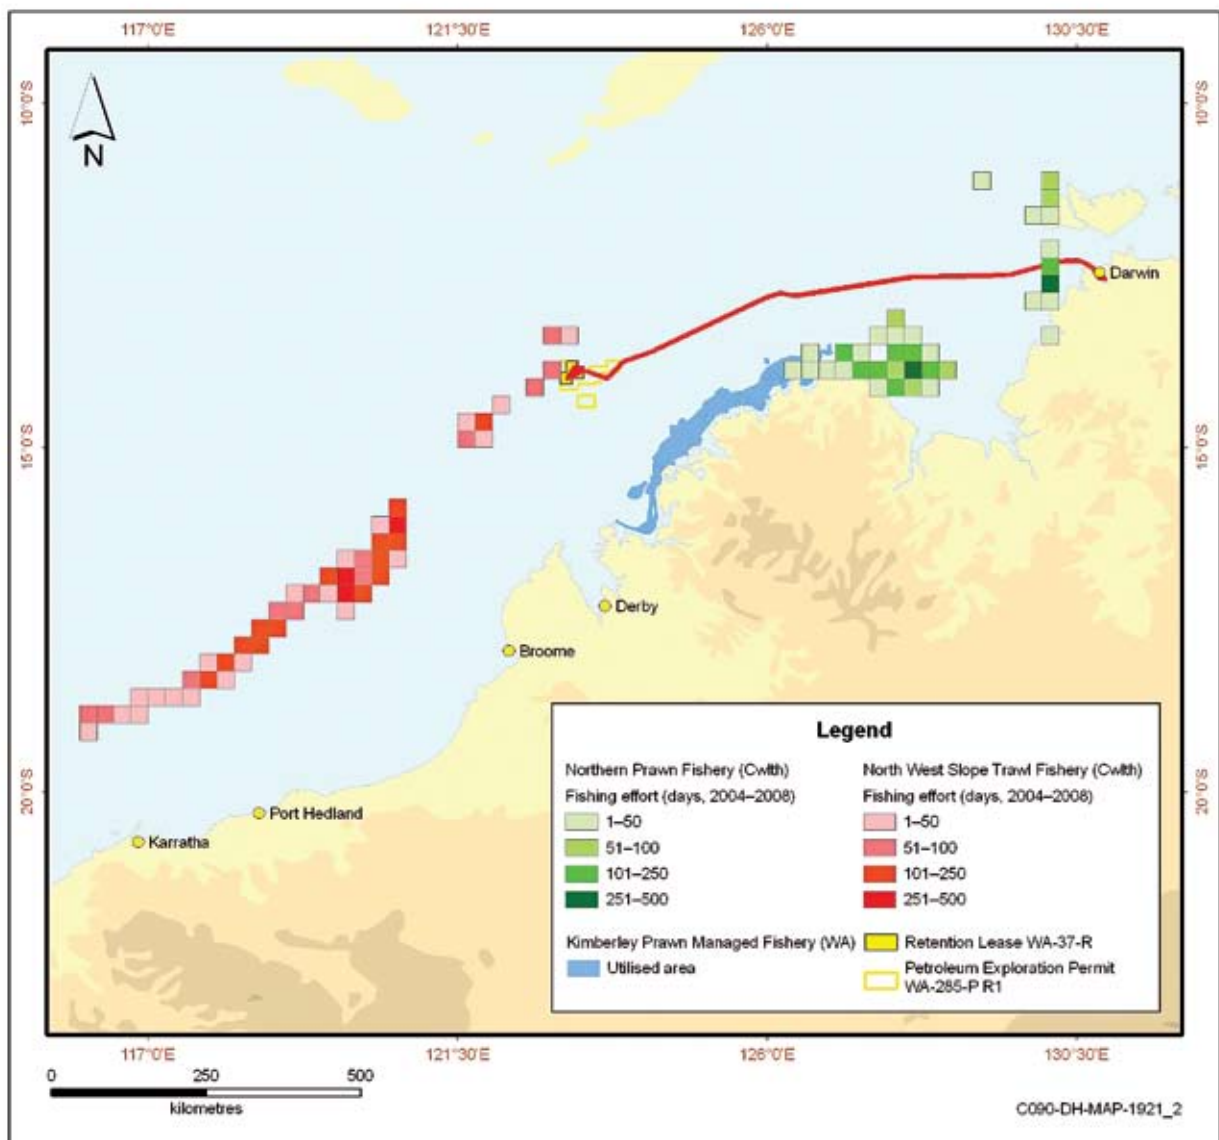 117°0'E 121°30'E 126°0'E 130°30'E
10°0'S 10°0'S
N
Darwin
15°0'S 15°0'S
Derby
Broome
Legend
Northern Prawn Fishery (Cwlth) North West Slope Trawl Fishery (Cwlth)
Fishing effort (days, 2004–2008) Fishing effort (days, 2004–2008)
20°0'S 20°0'S
Port Hedland
1–50 1–50
Karratha
51–100 51–100
101–250 101–250
251–500 251–500
Kimberley Prawn Managed Fishery (WA) Retention Lease WA-37-R
Utilised area Petroleum Exploration Permit
WA-285-P R1
117°0'E 121°30'E 126°0'E 130°30'E
0 250 500
kilometres
C090-DH-MAP-1921_2